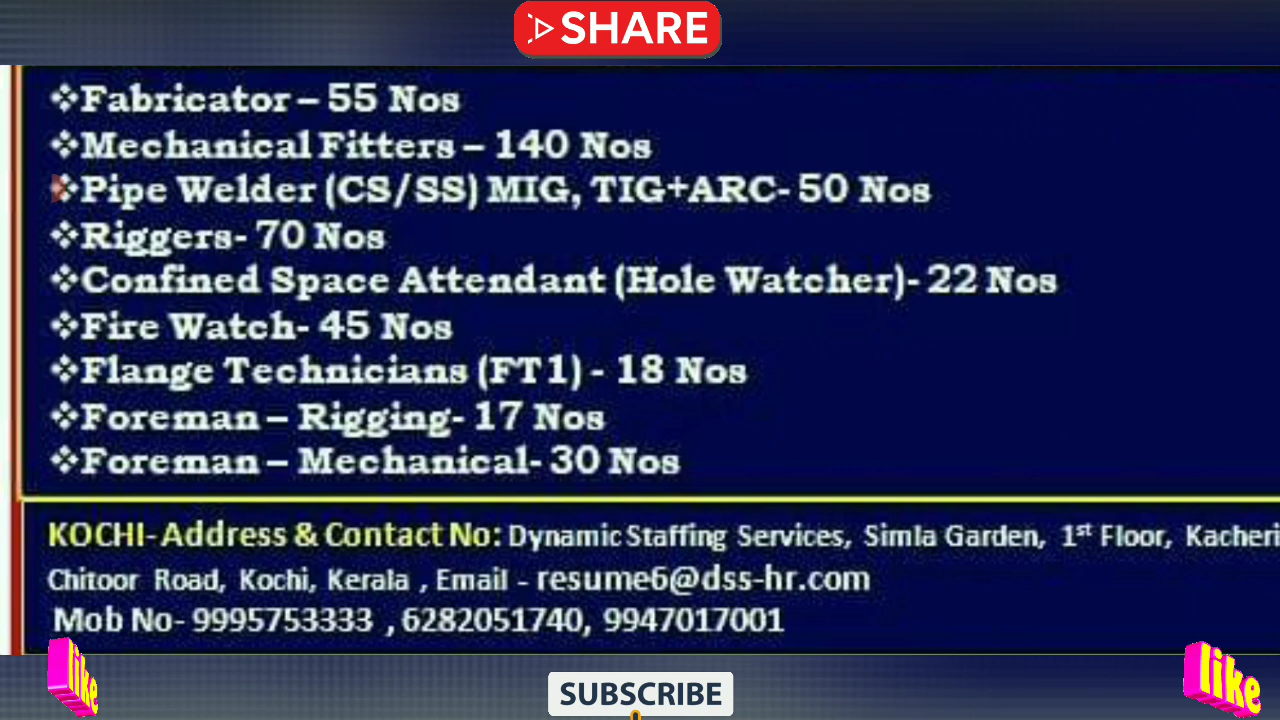 SHARE
❖Fabricator – 55 Nos
❖Mechanical Fitters – 140 Nos
❖Pipe Welder (CS/SS) MIG, TIG+ARC- 50 Nos
❖Riggers- 70 Nos
❖Confined Space Attendant (Hole Watcher)- 22 Nos
❖Fire Watch- 45 Nos
❖Flange Technicians (FT1) - 18 Nos
❖Foreman – Rigging- 17 Nos
❖Foreman – Mechanical- 30 Nos
KOCHI-Address & Contact No: Dynamic Staffing Services, Simla Garden, 1st Floor, Kacheri
Chitoor Road, Kochi, Kerala , Email - resume6@dss-hr.com
Mob No- 9995753333 , 6282051740, 9947017001
like
like
SUBSCRIBE